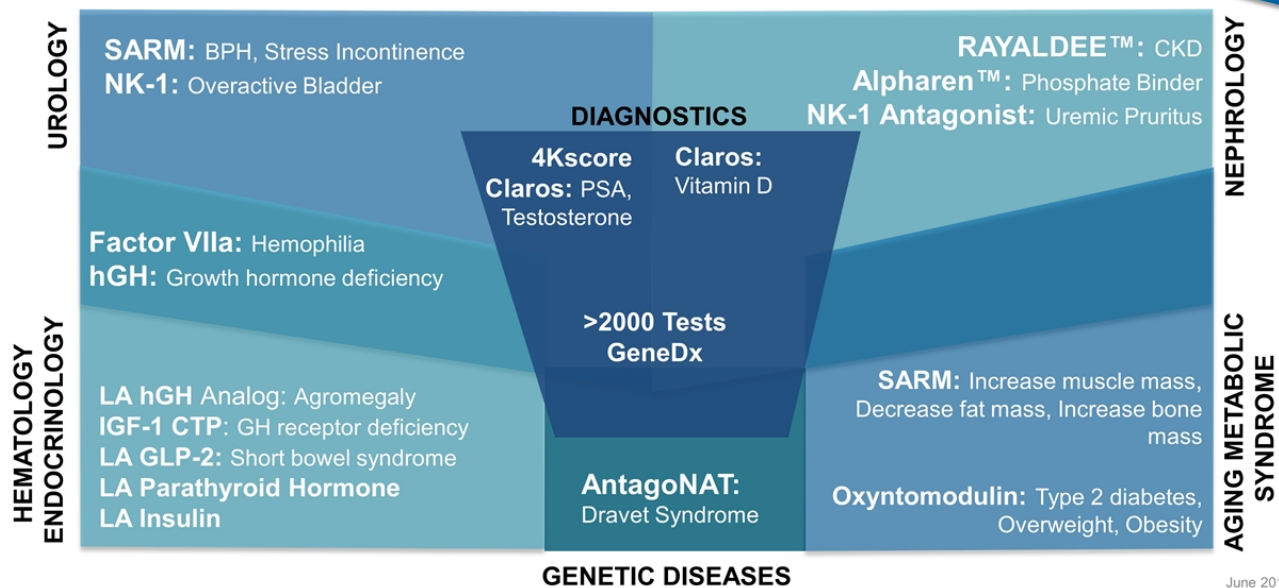 UROLOGY
SARM: BPH, Stress Incontinence
NK-1: Overactive Bladder
RAYALDEE™: CKD
Alpharen™: Phosphate Binder
NK-1 Antagonist: Uremic Pruritus
NEPHROLOGY
DIAGNOSTICS
4Kscore
Claros: PSA,
Testosterone
Claros:
Vitamin D
>2000 Tests
GeneDx
Factor VIIa: Hemophilia
hGH: Growth hormone deficiency
HEMATOLOGY
ENDOCRINOLOGY
LA hGH Analog: Agromegaly
IGF-1 CTP: GH receptor deficiency
LA GLP-2: Short bowel syndrome
LA Parathyroid Hormone
LA Insulin
AntagoNAT:
Dravet Syndrome
GENETIC DISEASES
SARM: Increase muscle mass,
Decrease fat mass, Increase bone
mass
Oxyntomodulin: Type 2 diabetes,
Overweight, Obesity
AGING METABOLIC
SYNDROME
June